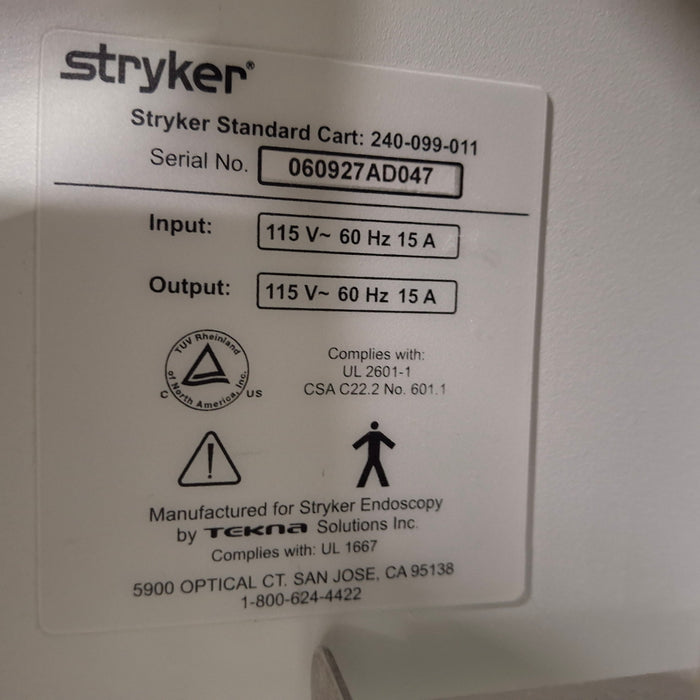 stryker®
Stryker Standard Cart: 240-099-011
Serial No. 060927AD047
Input: 115 V~ 60 Hz 15 A
Output: 115 V~ 60 Hz 15 A
TUV Rheinland
of North America, Inc.
C US
Complies with:
UL 2601-1
CSA C22.2 No. 601.1
!
Manufactured for Stryker Endoscopy
by TEKNA Solutions Inc.
Complies with: UL 1667
5900 OPTICAL CT. SAN JOSE, CA 95138
1-800-624-4422